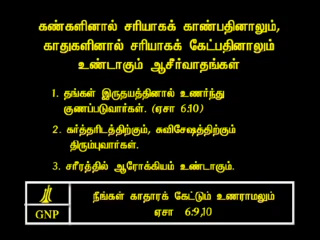 கண்களினால் சரியாகக் காண்பதினாலும்,
காதுகளினால் சரியாகக் கேட்பதினாலும்
உண்டாகும் ஆசீர்வாதங்கள்
1. தங்கள் இருதயத்தினால் உணர்ந்து
குணப்படுவார்கள். (ஏசா 6:10)
2. கர்த்தரிடத்திற்கும், சுவிசேஷத்திற்கும்
திரும்புவார்கள்.
3. சரீரத்தில் ஆரோக்கியம் உண்டாகும்.
நீங்கள் காதாரக் கேட்டும் உணராமலும்
ஏசா 6:9,10
GNP